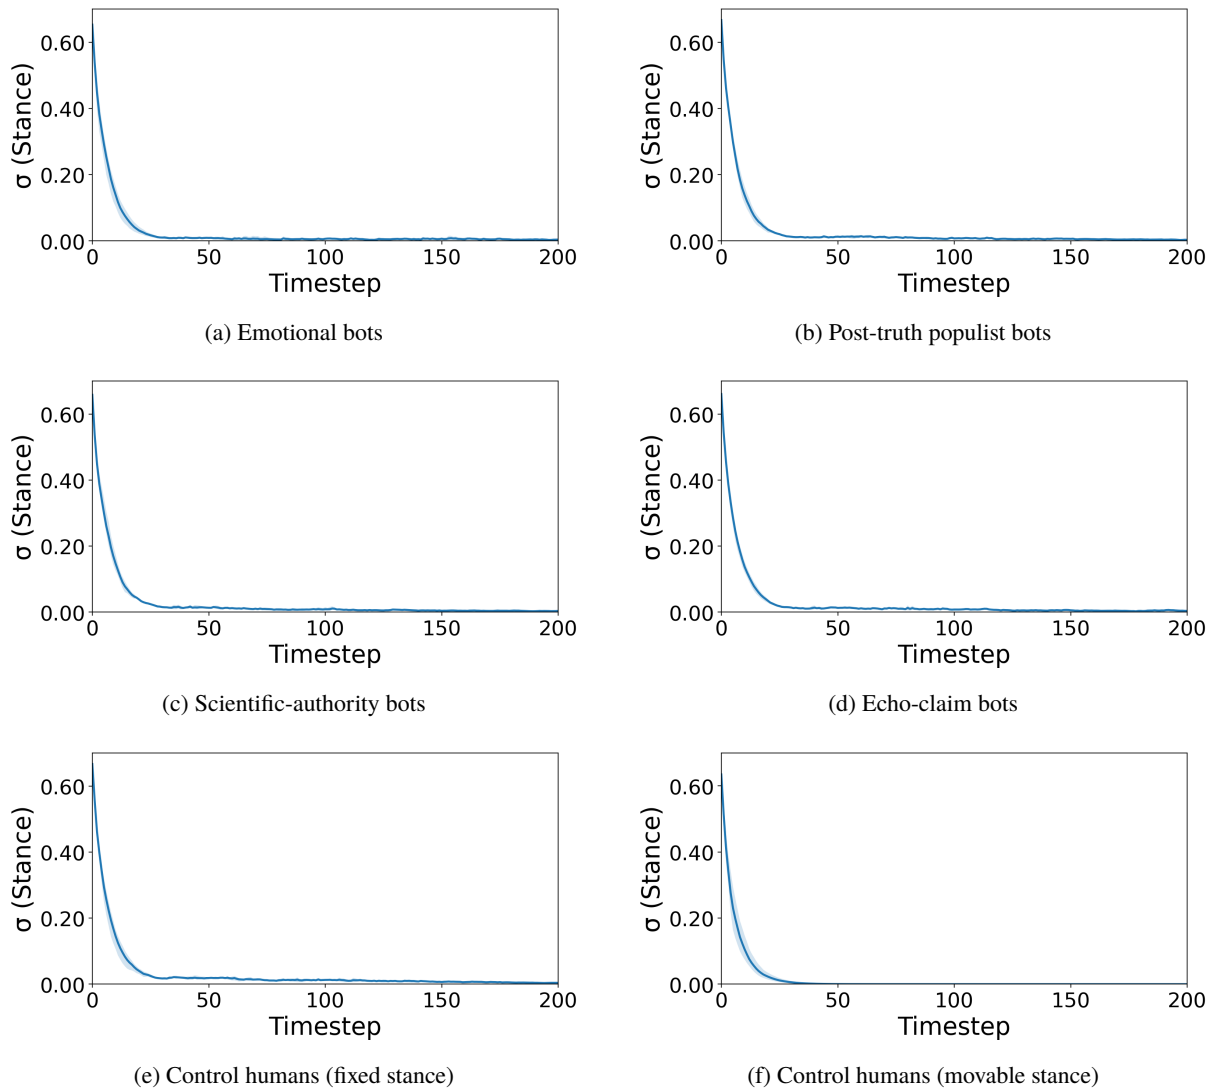 0.60
0.40
0.20
0.00
σ (Stance)
0 50 100 150 200
Timestep
(a) Emotional bots
0.60
0.40
0.20
0.00
σ (Stance)
0 50 100 150 200
Timestep
(b) Post-truth populist bots
0.60
0.40
0.20
0.00
σ (Stance)
0 50 100 150 200
Timestep
(c) Scientific-authority bots
0.60
0.40
0.20
0.00
σ (Stance)
0 50 100 150 200
Timestep
(d) Echo-claim bots
0.60
0.40
0.20
0.00
σ (Stance)
0 50 100 150 200
Timestep
(e) Control humans (fixed stance)
0.60
0.40
0.20
0.00
σ (Stance)
0 50 100 150 200
Timestep
(f) Control humans (movable stance)